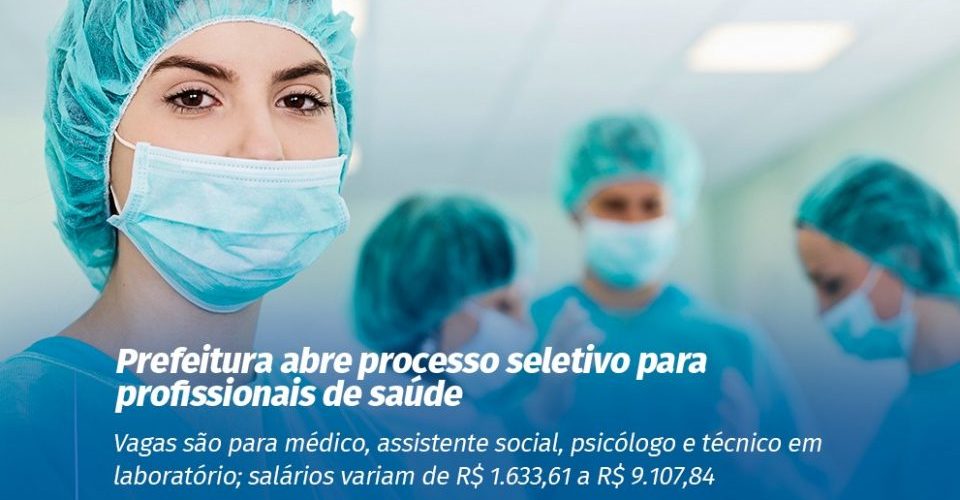 Prefeitura abre processo seletivo para
profissionais de saúde
Vagas são para médico, assistente social, psicólogo e técnico em
laboratório; salários variam de R$ 1.633,61 a R$ 9.107,84